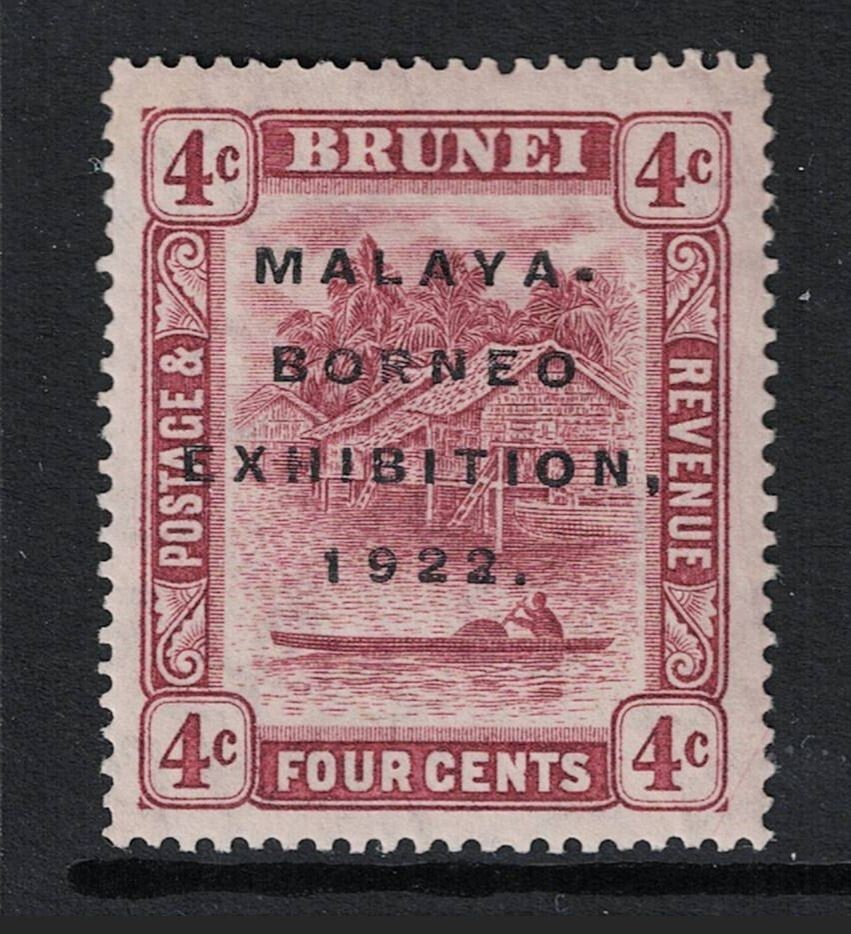 4c BRUNEI 4c
MALAYA-
BORNEO
EXHIBITION,
1922.
POSTAGE &
REVENUE
4c FOUR CENTS 4c